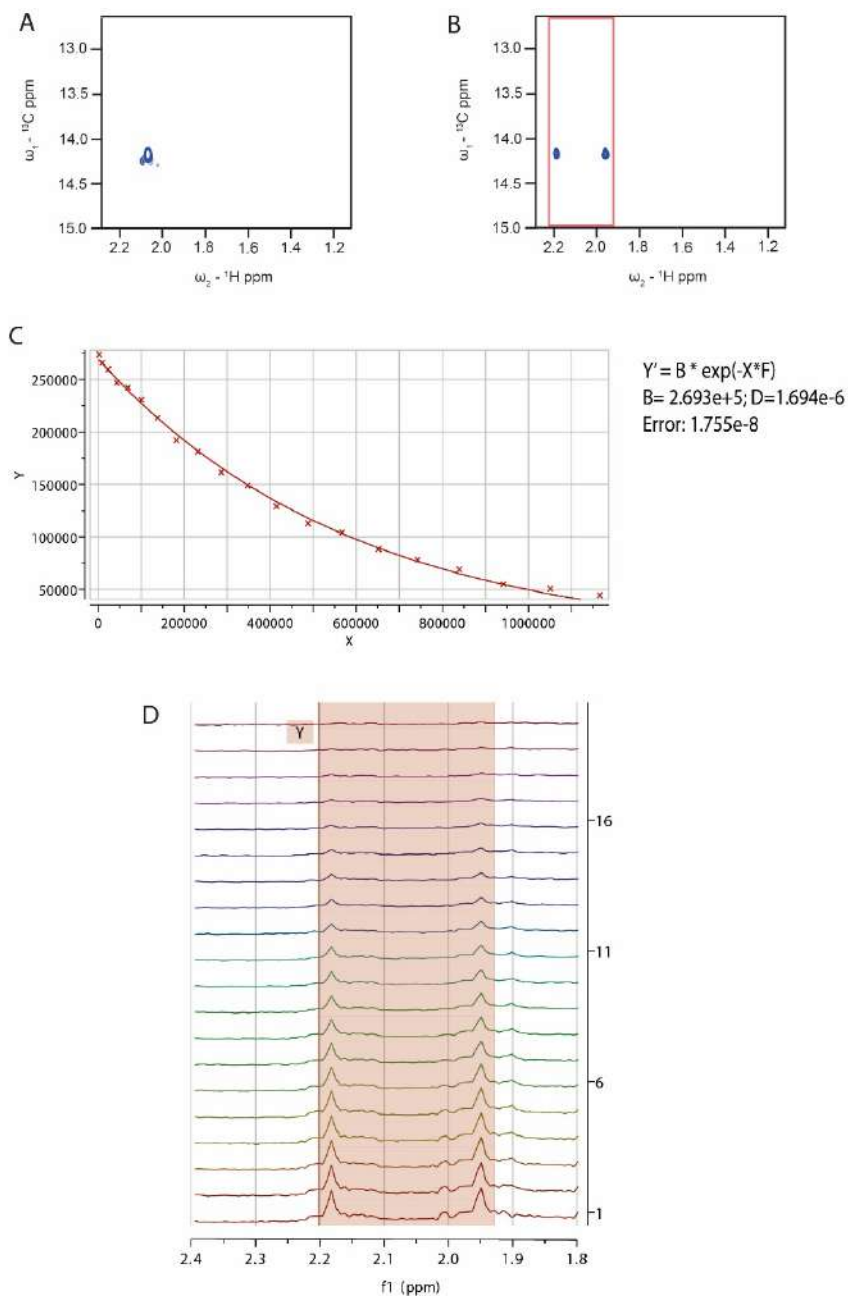 A
13.0
13.5
14.0
14.5
15.0
ω₁ - ¹³C ppm
2.2 2.0 1.8 1.6 1.4 1.2
ω₂ - ¹H ppm
B
13.0
13.5
14.0
14.5
15.0
ω₁ - ¹³C ppm
2.2 2.0 1.8 1.6 1.4 1.2
ω₂ - ¹H ppm
C
250000
200000
150000
100000
50000
Y
0 200000 400000 600000 800000 1000000
X
Y' = B * exp(-X*F)
B= 2.693e+5; D=1.694e-6
Error: 1.755e-8
D
Y
16
11
6
1
2.4 2.3 2.2 2.1 2.0 1.9 1.8
f1 (ppm)